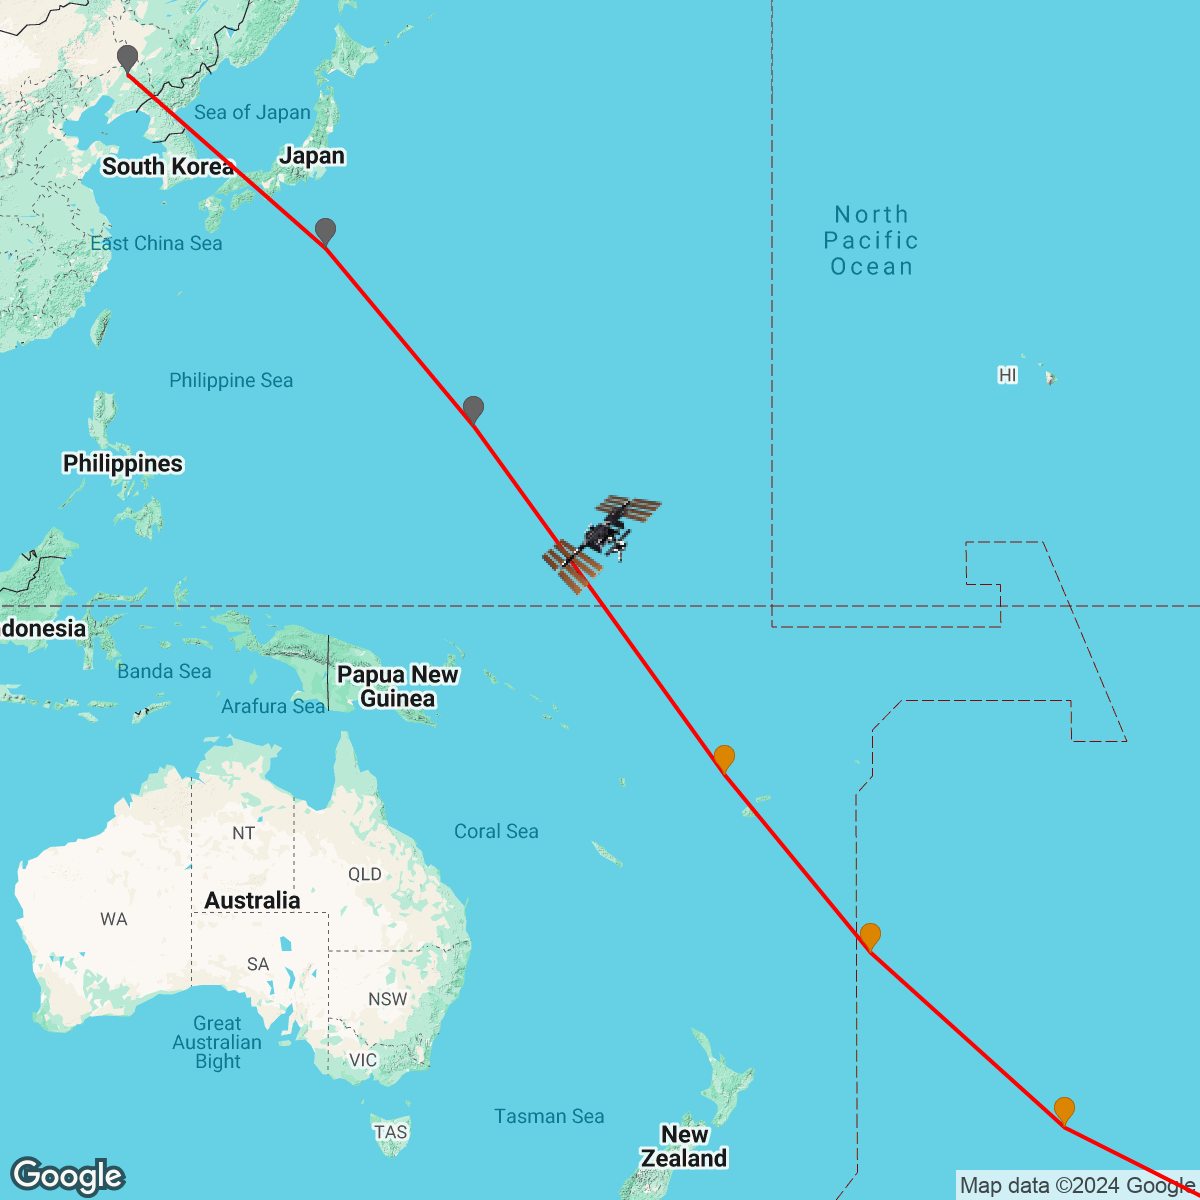 Sea of Japan
Japan
South Korea
North
Pacific
Ocean
East China Sea
Philippine Sea
HI
Philippines
donesia
Banda Sea
Papua New
Guinea
Arafura Sea
NT
Coral Sea
QLD
Australia
WA
SA
NSW
Great
Australian
Bight
VIC
Tasman Sea
TAS
New
Zealand
Google
Map data ©2024 Google